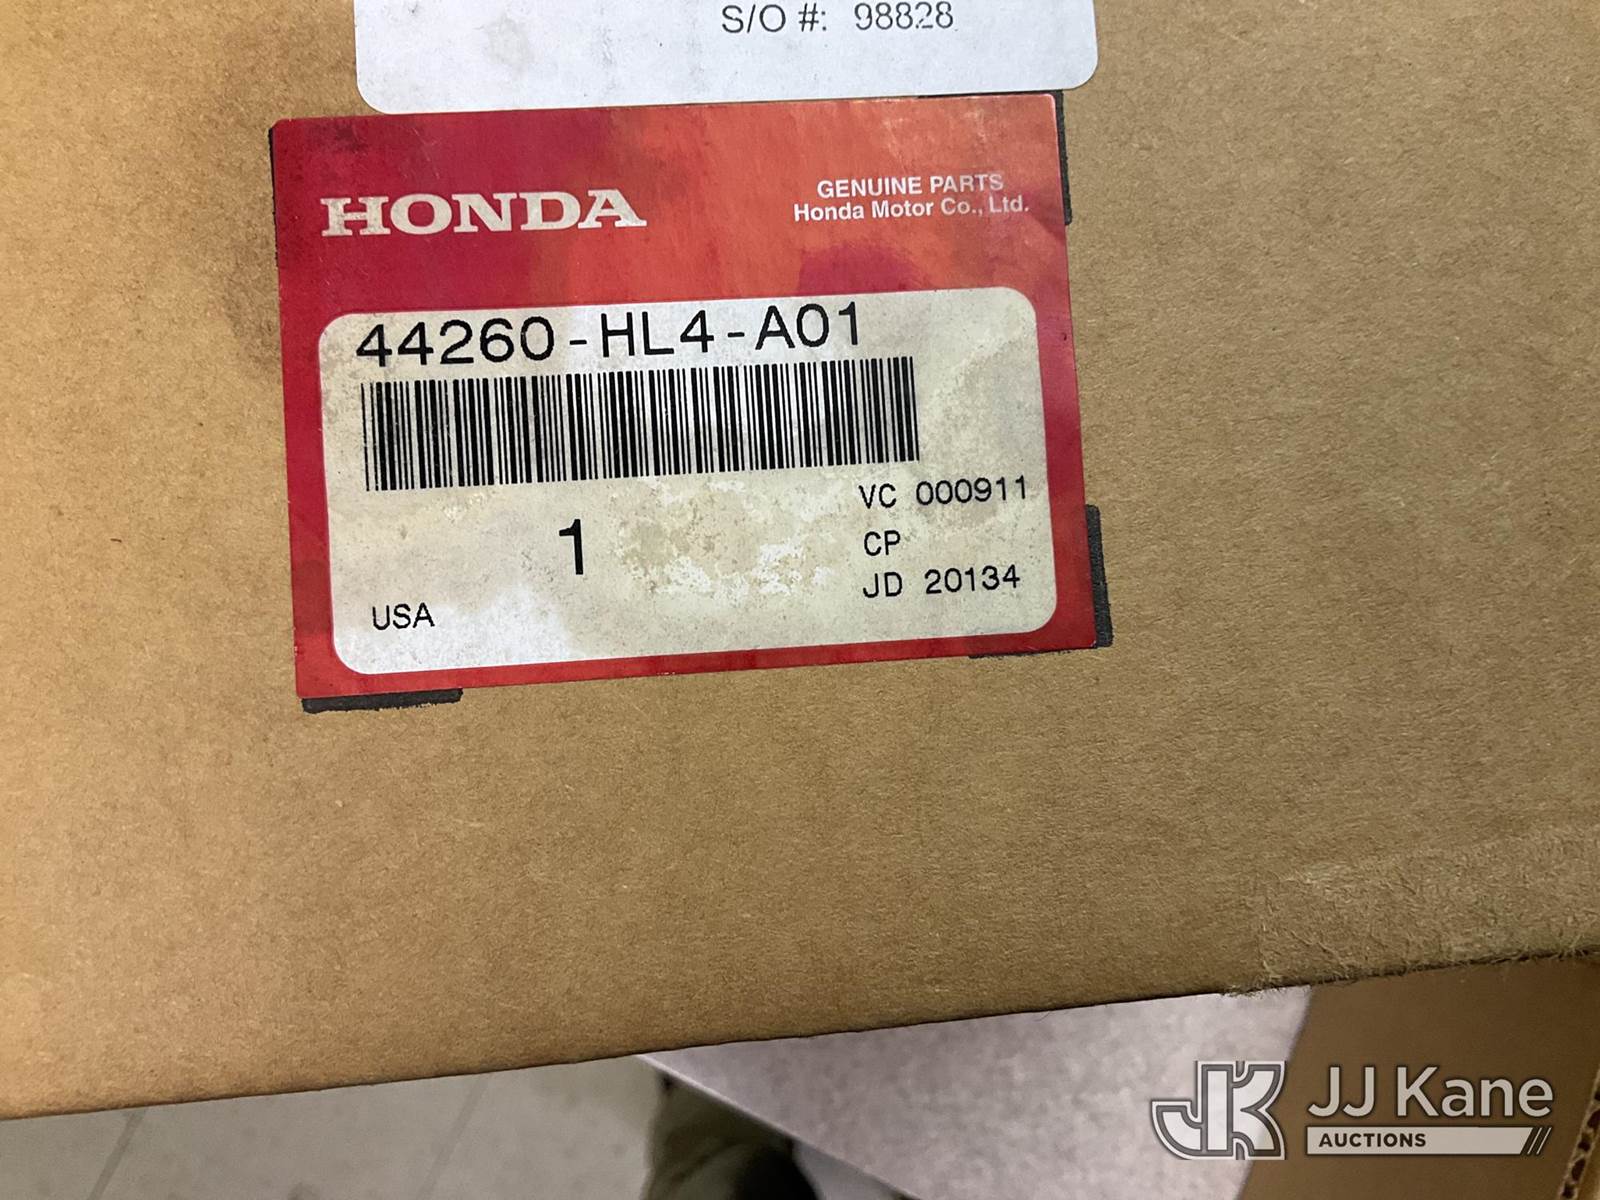 S/O #: 98828
HONDA
GENUINE PARTS
Honda Motor Co., Ltd.
44260-HL4-A01
1
VC 000911
CP
JD 20134
USA
JK JJ Kane
AUCTIONS